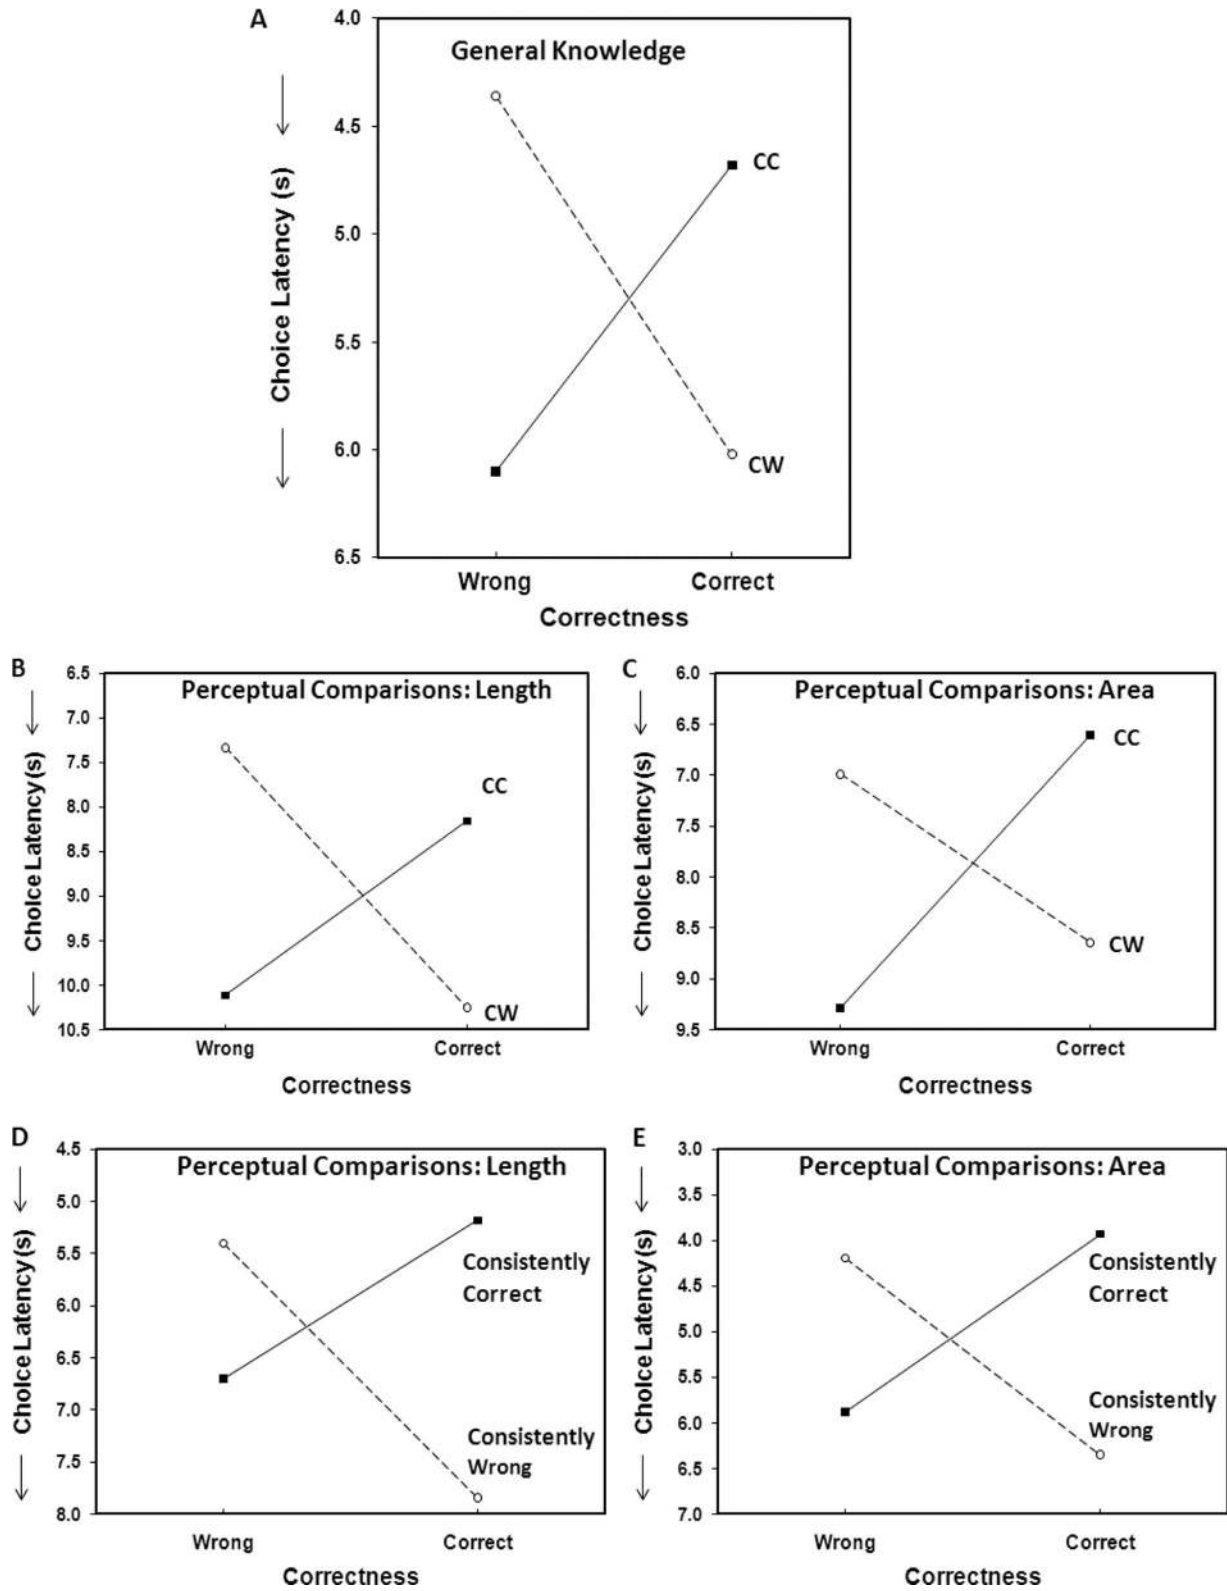 A
General Knowledge
Choice Latency (s)
4.0
4.5
5.0
5.5
6.0
6.5
CC
CW
Wrong
Correct
Correctness
B
Perceptual Comparisons: Length
Choice Latency (s)
6.5
7.0
7.5
8.0
8.5
9.0
9.5
10.0
10.5
CC
CW
Wrong
Correct
Correctness
C
Perceptual Comparisons: Area
Choice Latency (s)
6.0
6.5
7.0
7.5
8.0
8.5
9.0
9.5
CC
CW
Wrong
Correct
Correctness
D
Perceptual Comparisons: Length
Choice Latency (s)
4.5
5.0
5.5
6.0
6.5
7.0
7.5
8.0
Consistently
Correct
Consistently
Wrong
Wrong
Correct
Correctness
E
Perceptual Comparisons: Area
Choice Latency (s)
3.0
3.5
4.0
4.5
5.0
5.5
6.0
6.5
7.0
Consistently
Correct
Consistently
Wrong
Wrong
Correct
Correctness